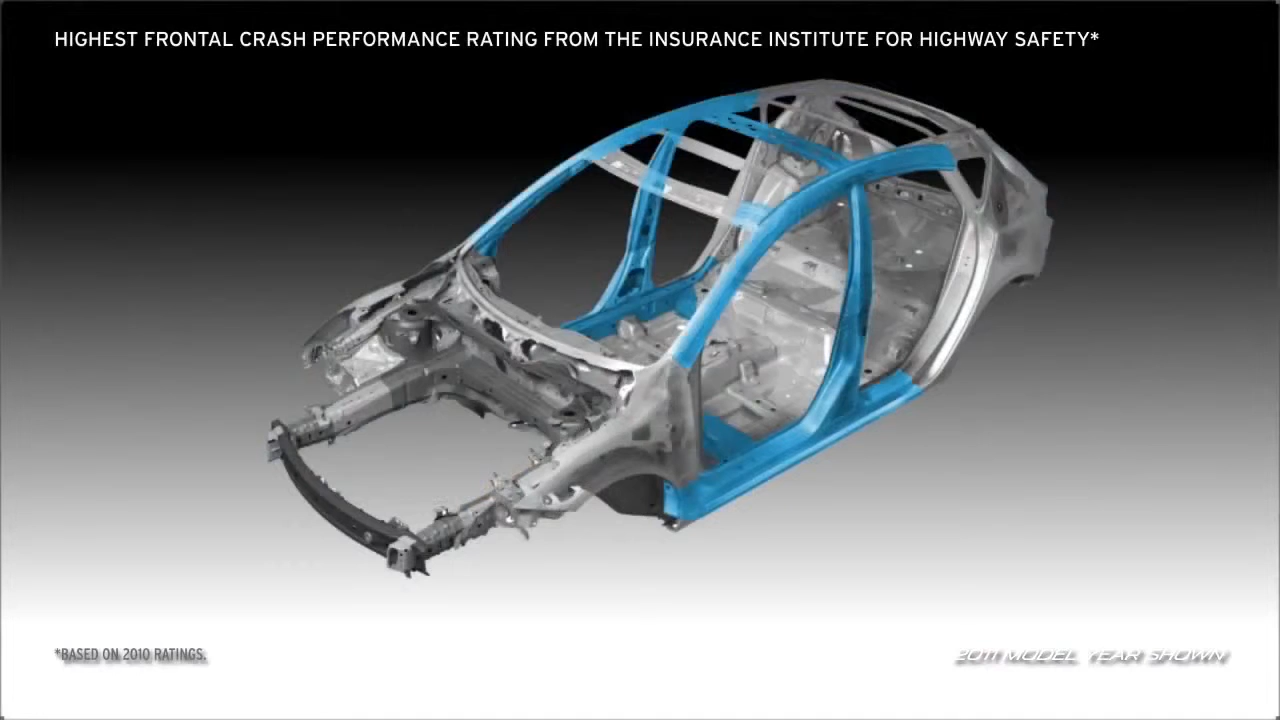 HIGHEST FRONTAL CRASH PERFORMANCE RATING FROM THE INSURANCE INSTITUTE FOR HIGHWAY SAFETY*
*BASED ON 2010 RATINGS.
2011 MODEL YEAR SHOWN